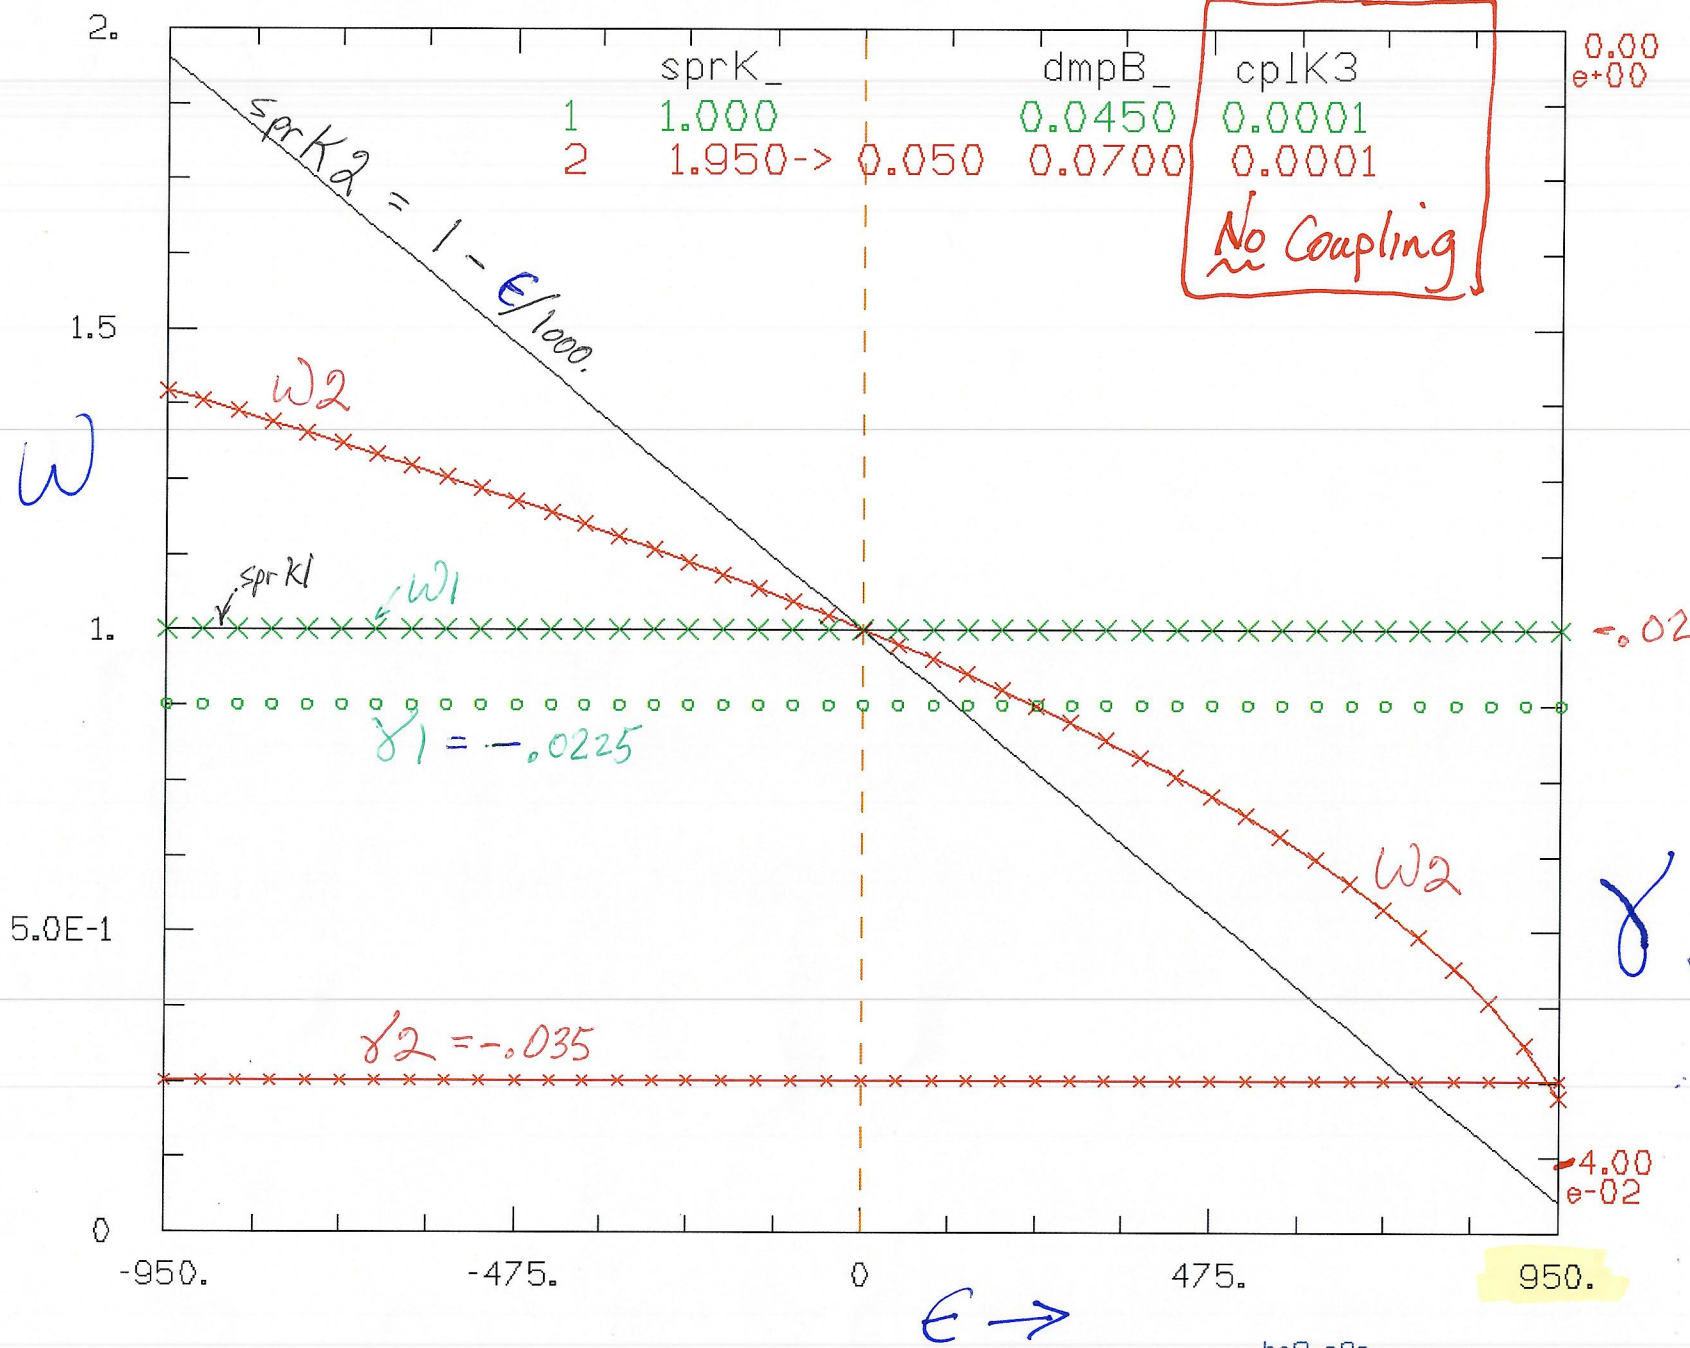 2.
sprK_ dmpB_ cplK3
0.00
e+00
1 1.000 0.0450 0.0001
2 1.950-> 0.050 0.0700 0.0001
No Coupling
sprK2 = 1 - ε/1000.
1.5
ω2
ω
sprK1
ω1
1.
-.02
γ1 = -.0225
ω2
5.0E-1
γ
γ2 = -.035
-4.00
e-02
0
-950. -475. 0 475. 950.
ε →